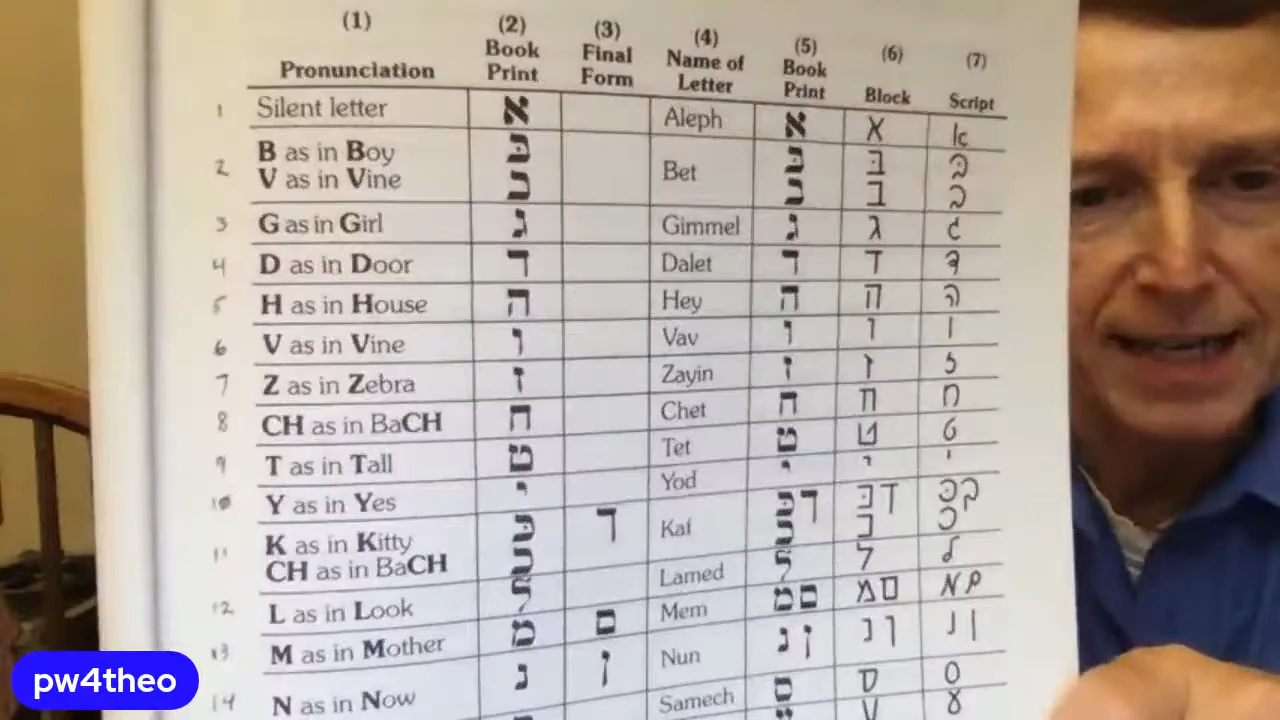 (1) (2) (3) (4) (5) (6) (7)
Pronunciation Book Print Final Form Name of Letter Book Print Block Script
1 Silent letter א Aleph א א א
2 B as in Boy בּ Bet בּ בּ בּ
V as in Vine ב ב ב ב
3 G as in Girl ג Gimmel ג ג ג
4 D as in Door ד Dalet ד ד ד
5 H as in House ה Hey ה ה ה
6 V as in Vine ו Vav ו ו ו
7 Z as in Zebra ז Zayin ז ז ז
8 CH as in BaCH ח Chet ח ח ח
9 T as in Tall ט Tet ט ט ט
10 Y as in Yes י Yod י י י
11 K as in Kitty כּ ך Kaf כּ ך כּ ך כּ ך
CH as in BaCH כ כ כ כ
12 L as in Look ל Lamed ל ל ל
13 M as in Mother מ ם Mem מ ם מ ם מ ם
14 N as in Now נ ן Nun נ ן נ ן נ ן
Samech ס ס ס
pw4theo